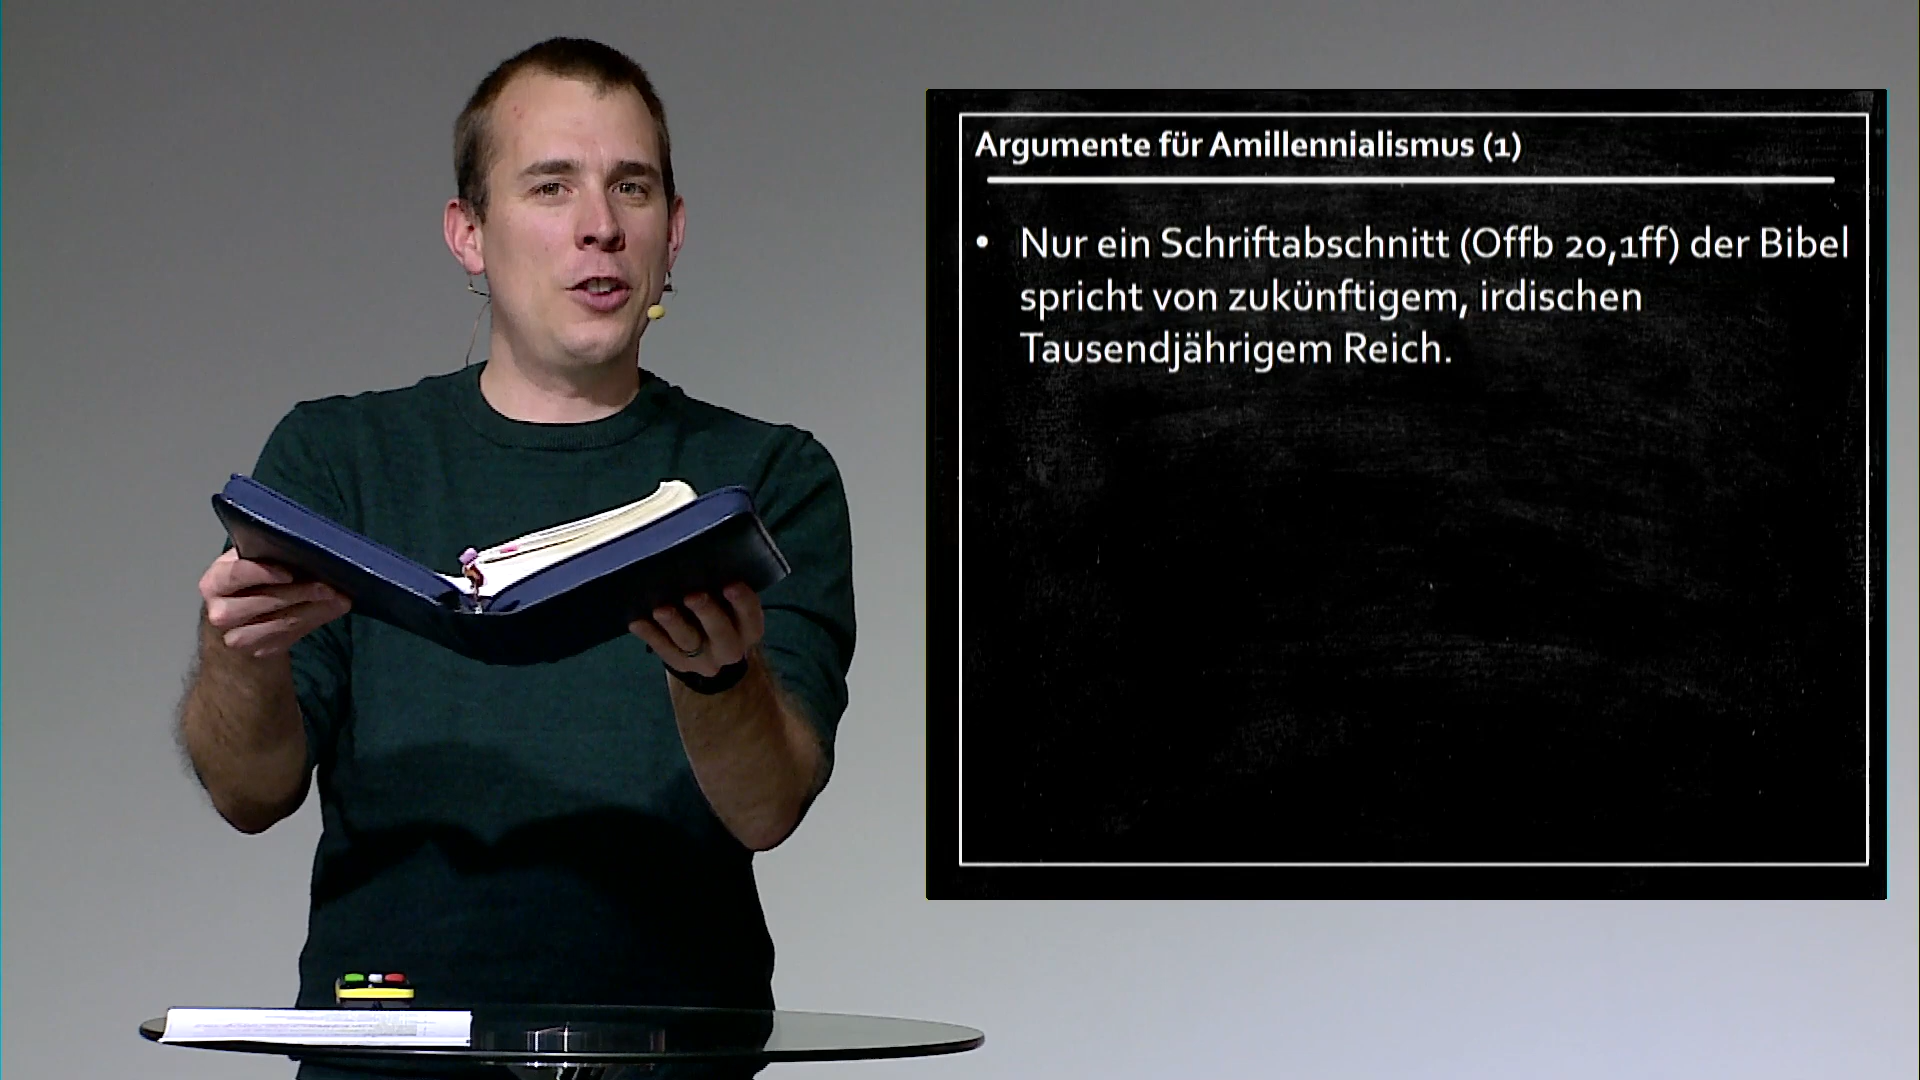 Argumente für Amillennialismus (1)
• Nur ein Schriftabschnitt (Offb 20,1ff) der Bibel
spricht von zukünftigem, irdischen
Tausendjährigem Reich.